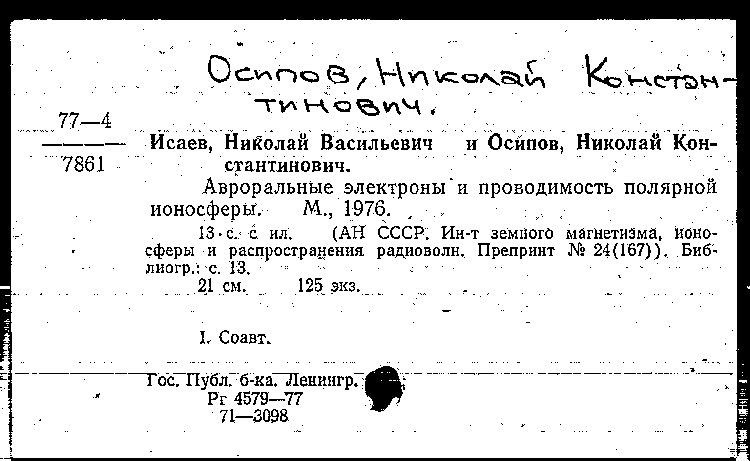 Осипов, Николай Констан-
тинович.
77—4
7861
Исаев, Николай Васильевич и Осипов, Николай Кон-
стантинович.
Авроральные электроны и проводимость полярной
ионосферы. М., 1976.
13 с. с ил. (АН СССР. Ин-т земного магнетизма, ионо-
сферы и распространения радиоволн. Препринт № 24(167)). Биб-
лиогр.: с. 13.
21 см. 125 экз.
I. Соавт.
Гос. Публ. б-ка. Ленингр.
Рг 4579—77
71—3098